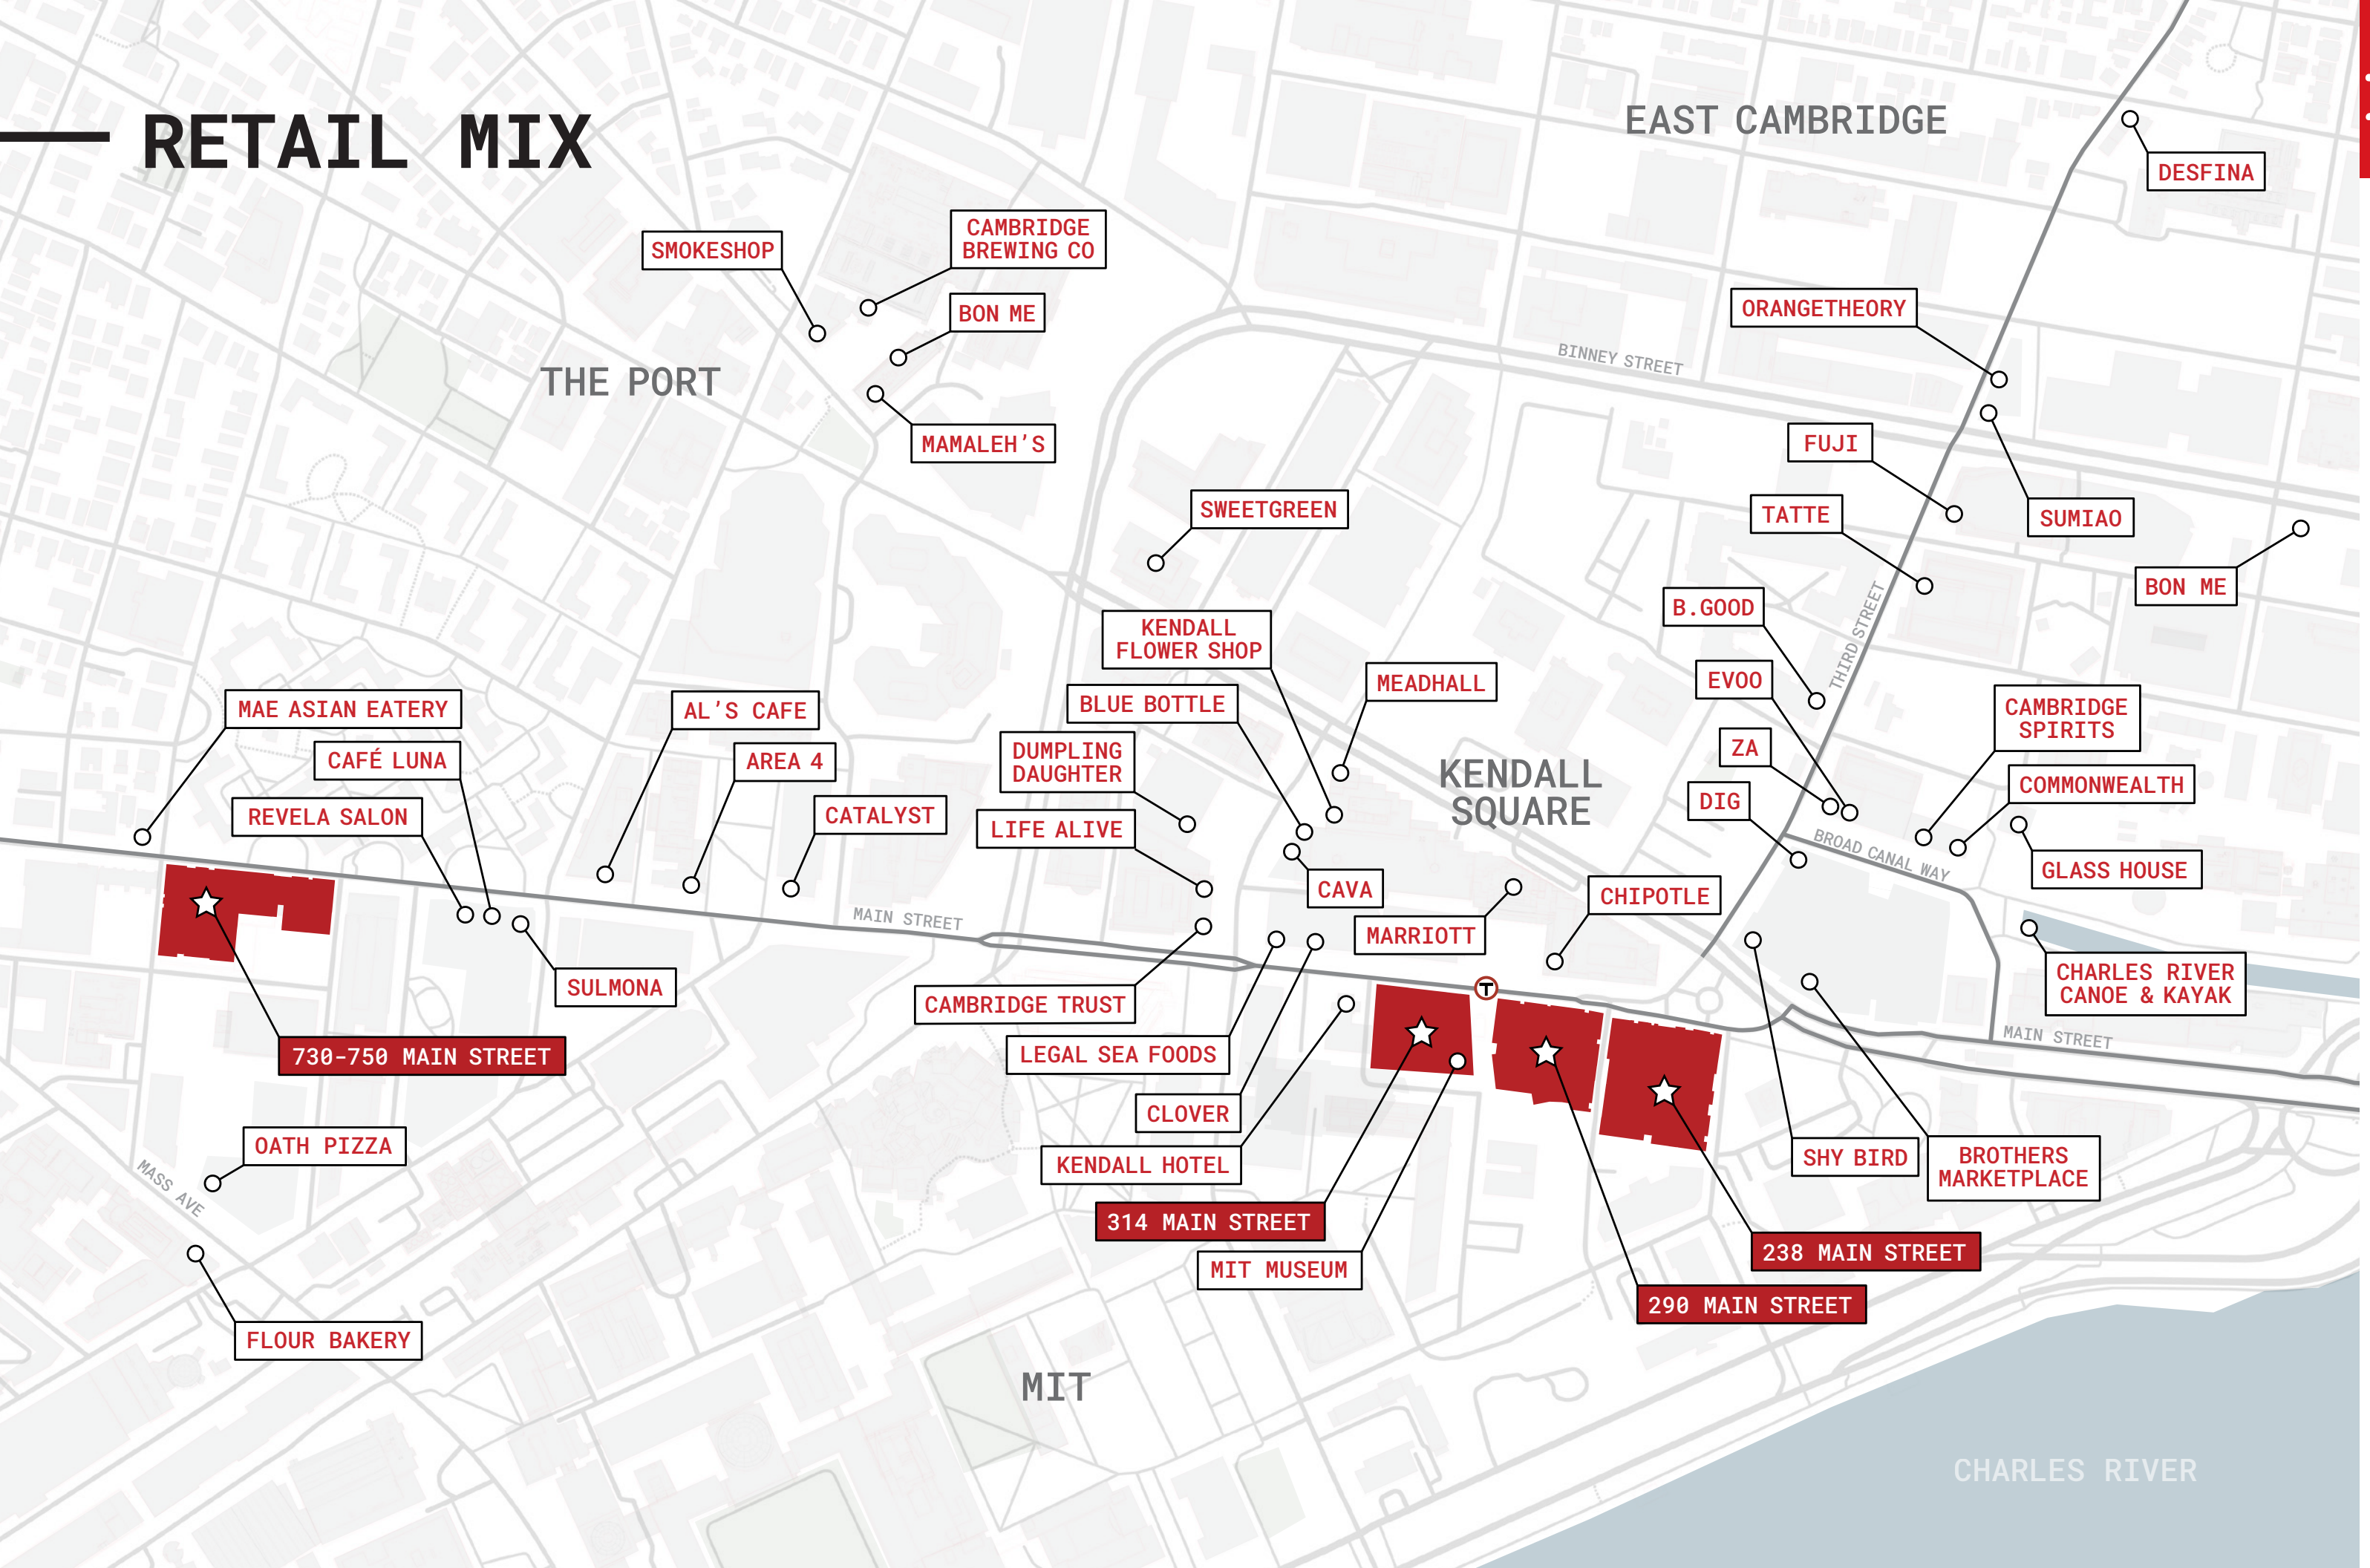 RETAIL MIX
EAST CAMBRIDGE
DESFINA
SMOKESHOP
CAMBRIDGE
BREWING CO
BON ME
ORANGETHEORY
BINNEY STREET
THE PORT
MAMALEH'S
FUJI
SWEETGREEN
TATTE
SUMIAO
BON ME
B.GOOD
THIRD STREET
KENDALL
FLOWER SHOP
MEADHALL
EVOO
BLUE BOTTLE
CAMBRIDGE
SPIRITS
MAE ASIAN EATERY
AL'S CAFE
CAFÉ LUNA
AREA 4
DUMPLING
DAUGHTER
KENDALL
SQUARE
ZA
COMMONWEALTH
DIG
REVELA SALON
CATALYST
LIFE ALIVE
BROAD CANAL WAY
GLASS HOUSE
CAVA
CHIPOTLE
MAIN STREET
MARRIOTT
SULMONA
CAMBRIDGE TRUST
T
CHARLES RIVER
CANOE & KAYAK
MAIN STREET
730-750 MAIN STREET
LEGAL SEA FOODS
CLOVER
OATH PIZZA
KENDALL HOTEL
SHY BIRD
BROTHERS
MARKETPLACE
MASS AVE
314 MAIN STREET
238 MAIN STREET
MIT MUSEUM
290 MAIN STREET
FLOUR BAKERY
MIT
CHARLES RIVER